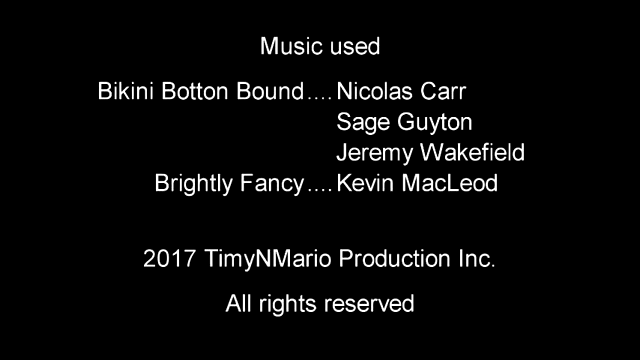 Music used
Bikini Botton Bound....Nicolas Carr
Sage Guyton
Jeremy Wakefield
Brightly Fancy....Kevin MacLeod
2017 TimyNMario Production Inc.
All rights reserved